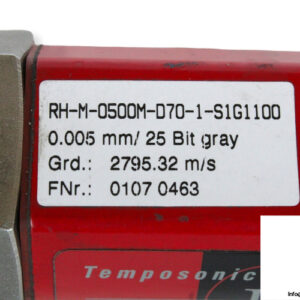 RH-M-0500M-D70-1-S1G1100
0.005 mm/ 25 Bit gray
Grd.: 2795.32 m/s
FNr.: 0107 0463
Temposonic